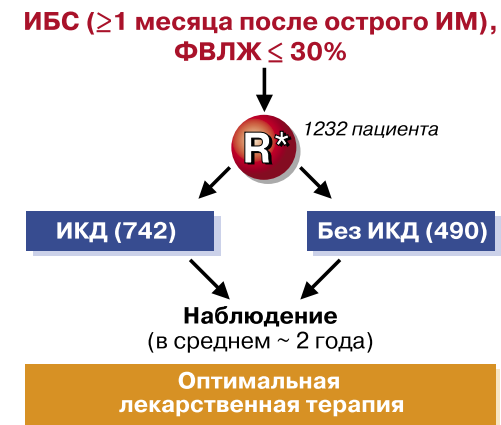 ИБС (≥1 месяца после острого ИМ),
ФВЛЖ ≤ 30%
1232 пациента
R*
ИКД (742)
Без ИКД (490)
Наблюдение
(в среднем ~ 2 года)
Оптимальная
лекарственная терапия